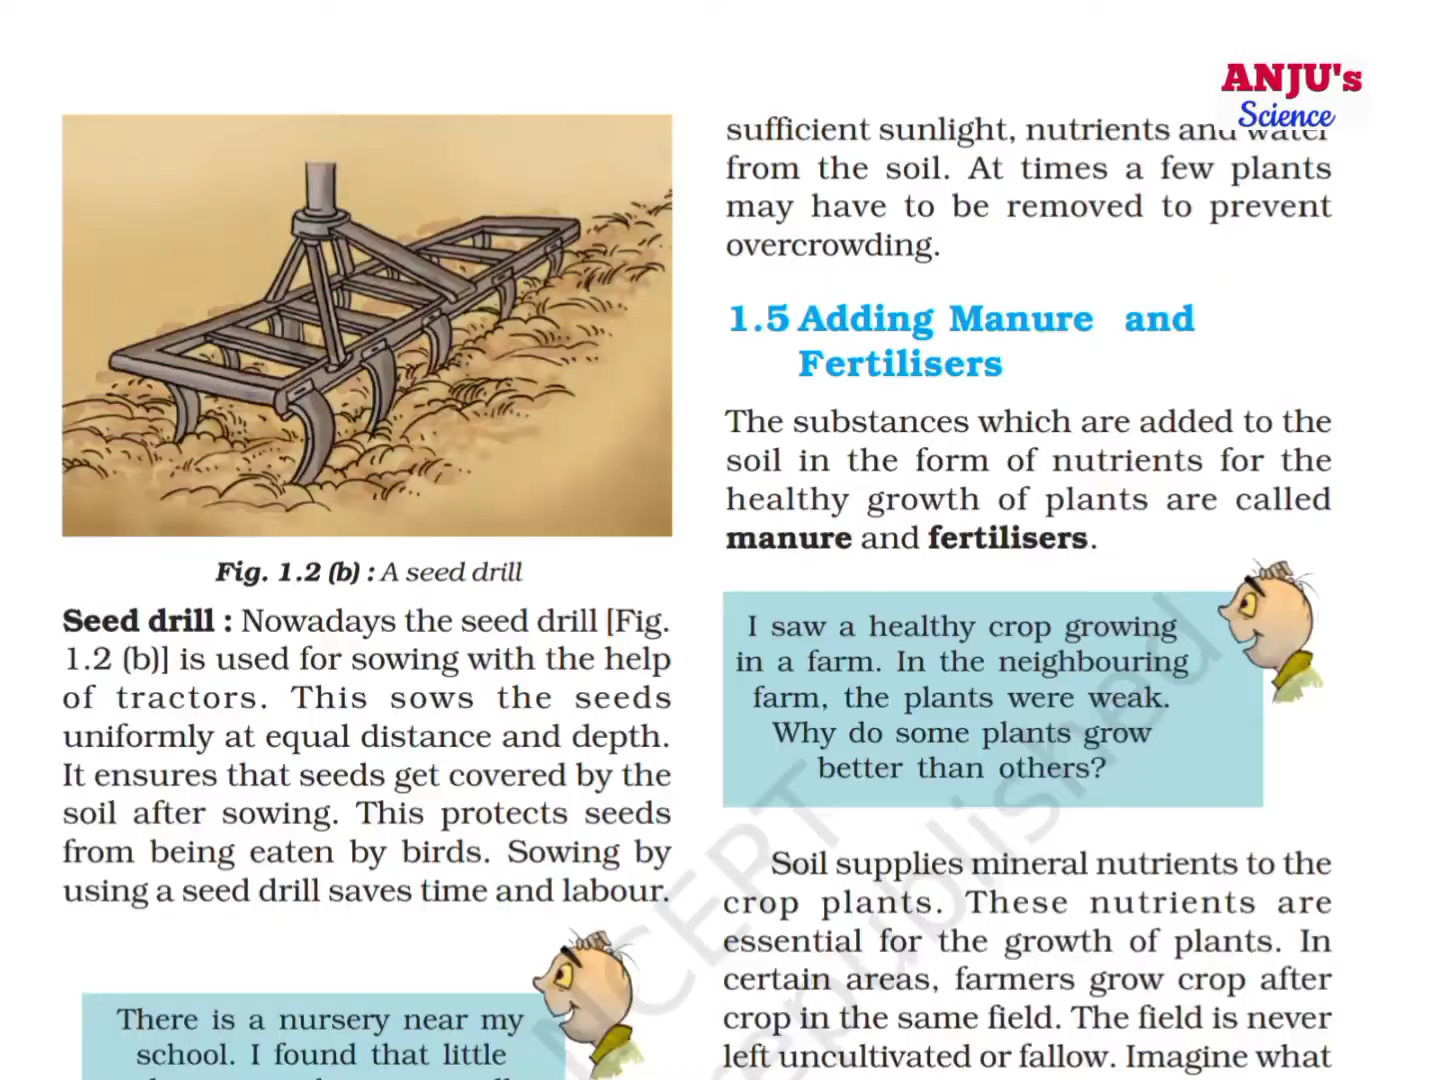 ANJU's
Science
Fig. 1.2 (b) : A seed drill
Seed drill : Nowadays the seed drill [Fig.
1.2 (b)] is used for sowing with the help
of tractors. This sows the seeds
uniformly at equal distance and depth.
It ensures that seeds get covered by the
soil after sowing. This protects seeds
from being eaten by birds. Sowing by
using a seed drill saves time and labour.
There is a nursery near my
school. I found that little
sufficient sunlight, nutrients and water
from the soil. At times a few plants
may have to be removed to prevent
overcrowding.
1.5 Adding Manure and
Fertilisers
The substances which are added to the
soil in the form of nutrients for the
healthy growth of plants are called
manure and fertilisers.
I saw a healthy crop growing
in a farm. In the neighbouring
farm, the plants were weak.
Why do some plants grow
better than others?
Soil supplies mineral nutrients to the
crop plants. These nutrients are
essential for the growth of plants. In
certain areas, farmers grow crop after
crop in the same field. The field is never
left uncultivated or fallow. Imagine what
NCERT
republished